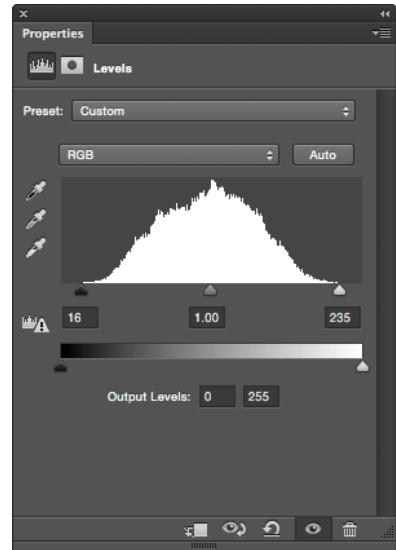 Properties
Levels
Preset: Custom
RGB Auto
16 1.00 235
Output Levels: 0 255